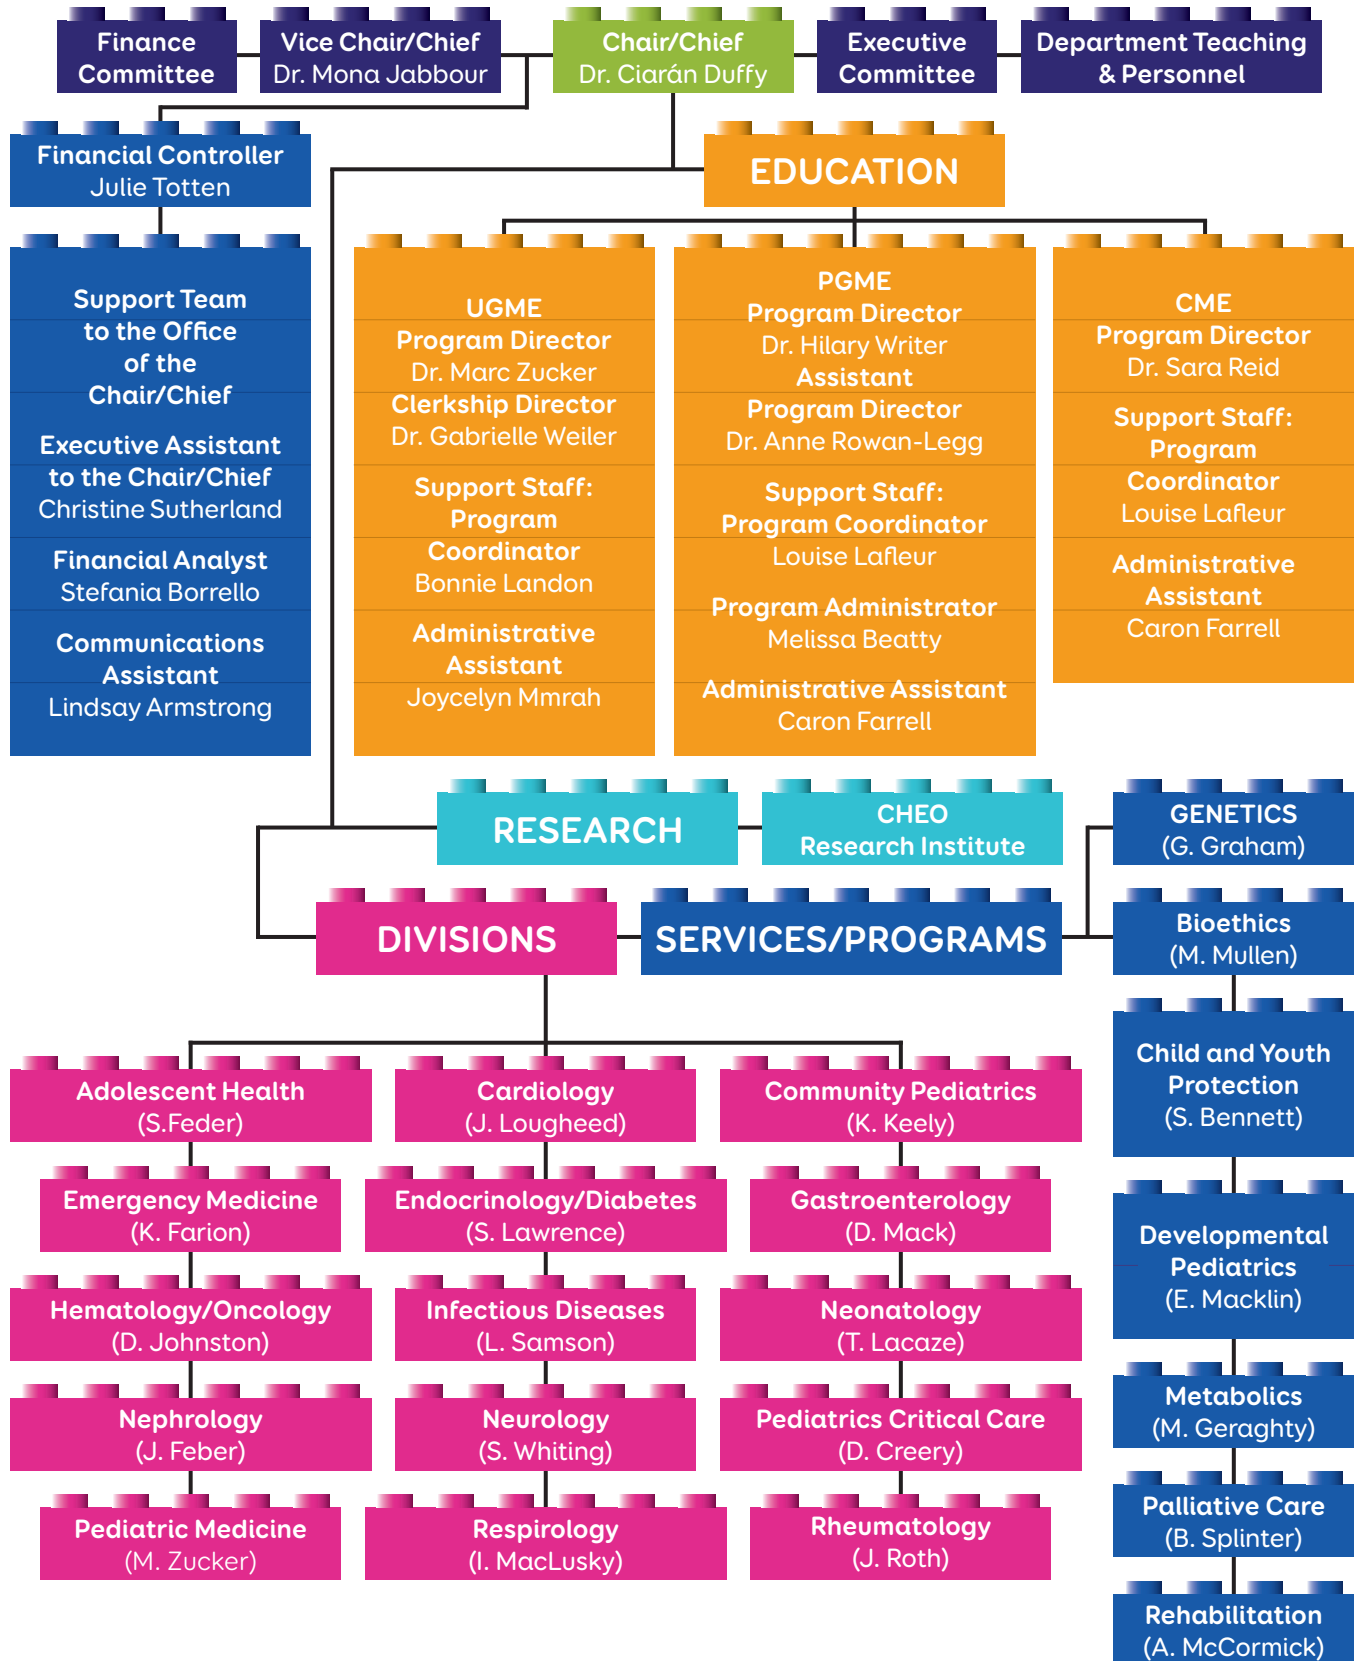 Finance
Committee
Vice Chair/Chief
Dr. Mona Jabbour
Chair/Chief
Dr. Ciarán Duffy
Executive
Committee
Department Teaching
& Personnel
Financial Controller
Julie Totten
EDUCATION
Support Team
to the Office
of the
Chair/Chief
Executive Assistant
to the Chair/Chief
Christine Sutherland
Financial Analyst
Stefania Borrello
Communications
Assistant
Lindsay Armstrong
UGME
Program Director
Dr. Marc Zucker
Clerkship Director
Dr. Gabrielle Weiler
Support Staff:
Program
Coordinator
Bonnie Landon
Administrative
Assistant
Joycelyn Mmrah
PGME
Program Director
Dr. Hilary Writer
Assistant
Program Director
Dr. Anne Rowan-Legg
Support Staff:
Program Coordinator
Louise Lafleur
Program Administrator
Melissa Beatty
Administrative Assistant
Caron Farrell
CME
Program Director
Dr. Sara Reid
Support Staff:
Program
Coordinator
Louise Lafleur
Administrative
Assistant
Caron Farrell
RESEARCH
CHEO
Research Institute
GENETICS
(G. Graham)
DIVISIONS
SERVICES/PROGRAMS
Bioethics
(M. Mullen)
Child and Youth
Protection
(S. Bennett)
Developmental
Pediatrics
(E. Macklin)
Metabolics
(M. Geraghty)
Palliative Care
(B. Splinter)
Rehabilitation
(A. McCormick)
Adolescent Health
(S.Feder)
Cardiology
(J. Lougheed)
Community Pediatrics
(K. Keely)
Emergency Medicine
(K. Farion)
Endocrinology/Diabetes
(S. Lawrence)
Gastroenterology
(D. Mack)
Hematology/Oncology
(D. Johnston)
Infectious Diseases
(L. Samson)
Neonatology
(T. Lacaze)
Nephrology
(J. Feber)
Neurology
(S. Whiting)
Pediatrics Critical Care
(D. Creery)
Pediatric Medicine
(M. Zucker)
Respirology
(I. MacLusky)
Rheumatology
(J. Roth)